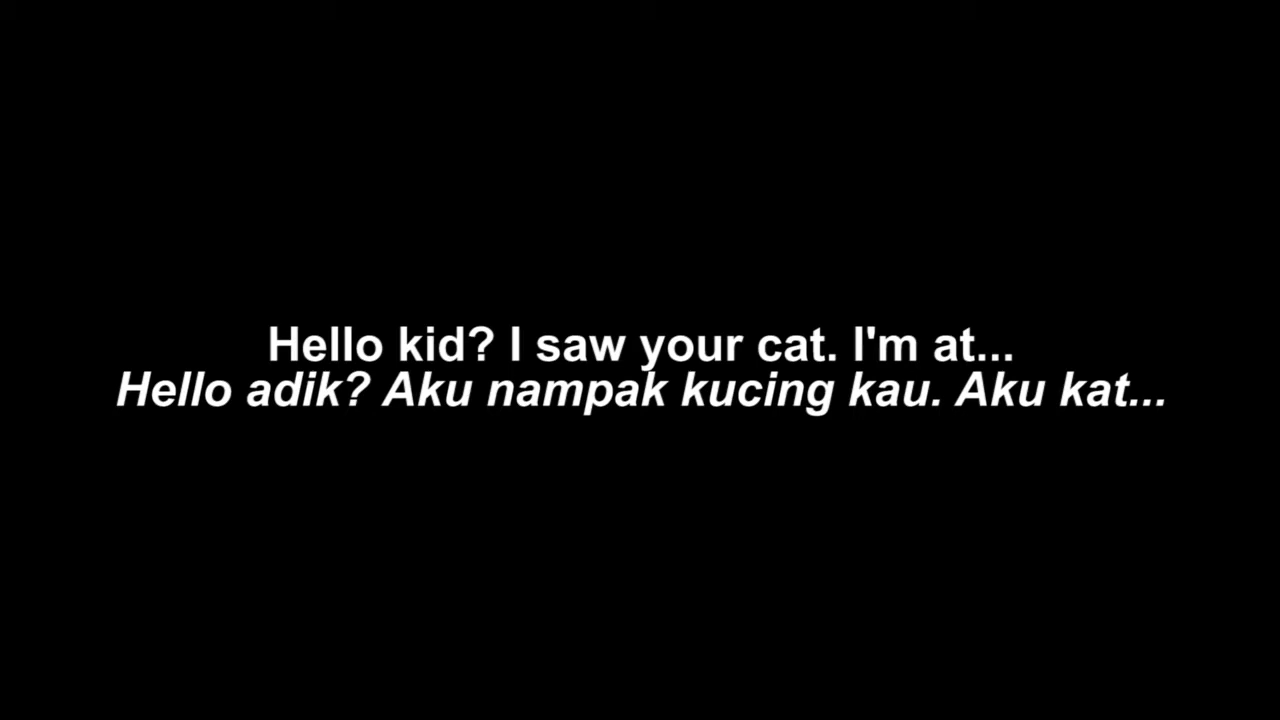 Hello kid? I saw your cat. I'm at...
Hello adik? Aku nampak kucing kau. Aku kat...